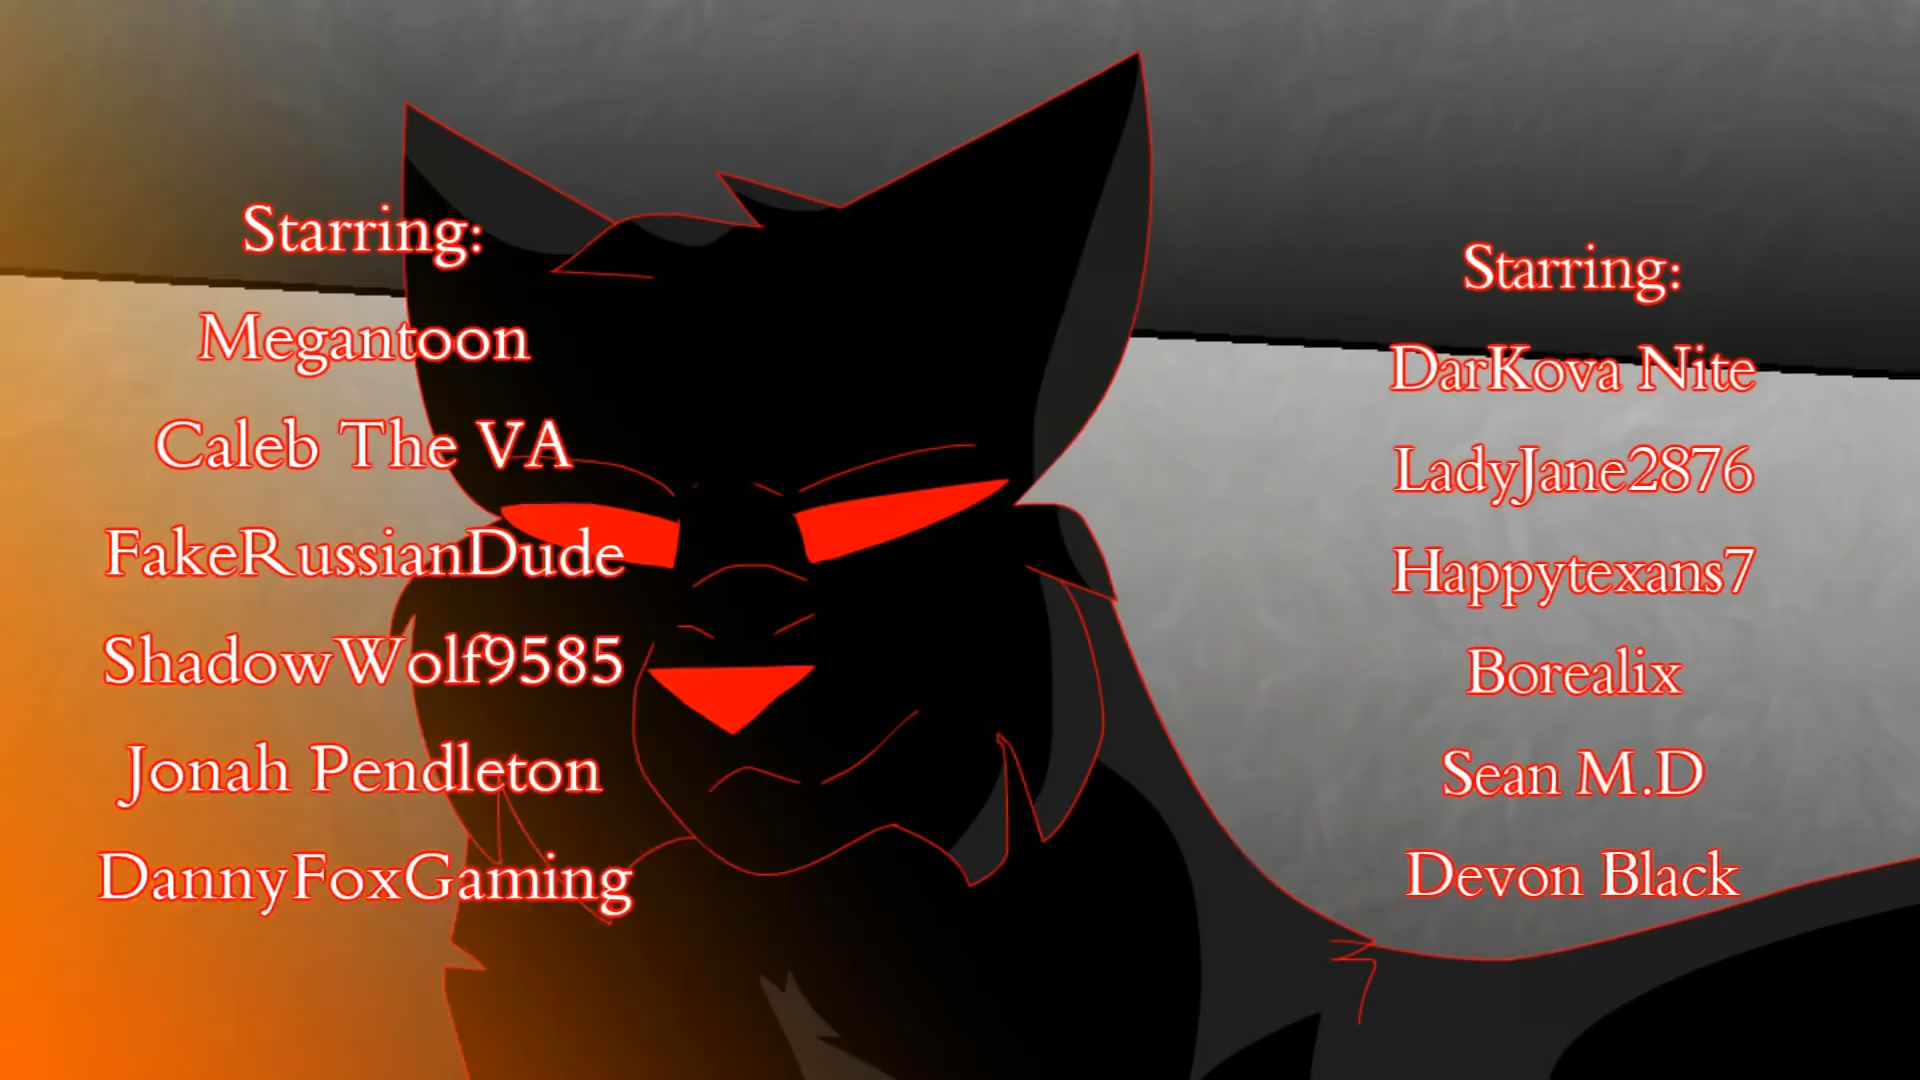 Starring:
Megantoon
Caleb The VA
FakeRussianDude
ShadowWolf9585
Jonah Pendleton
DannyFoxGaming
Starring:
DarKova Nite
LadyJane2876
Happytexans7
Borealix
Sean M.D
Devon Black